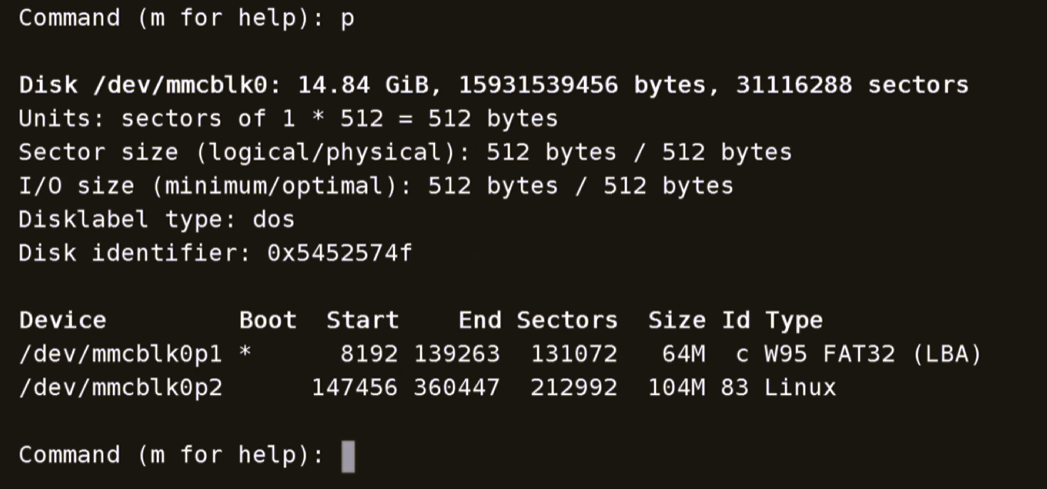 Command (m for help): p
Disk /dev/mmcblk0: 14.84 GiB, 15931539456 bytes, 31116288 sectors
Units: sectors of 1 * 512 = 512 bytes
Sector size (logical/physical): 512 bytes / 512 bytes
I/O size (minimum/optimal): 512 bytes / 512 bytes
Disklabel type: dos
Disk identifier: 0x5452574f
Device Boot Start End Sectors Size Id Type
/dev/mmcblk0p1 * 8192 139263 131072 64M c W95 FAT32 (LBA)
/dev/mmcblk0p2 147456 360447 212992 104M 83 Linux
Command (m for help):